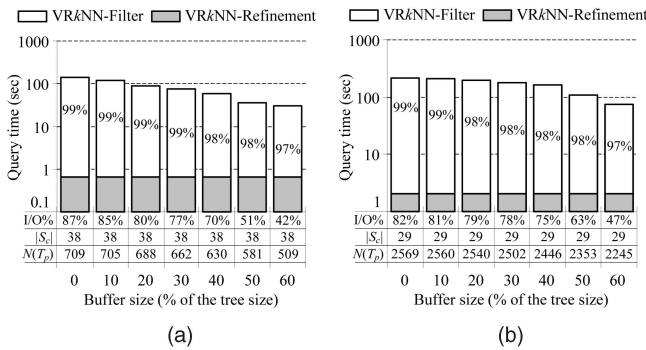 VRkNN-Filter VRkNN-Refinement
1000
100
10
1
0.1
Query time (sec)
99% 99% 99% 99% 98% 98% 97%
I/O% 87% 85% 80% 77% 70% 51% 42%
|Sc| 38 38 38 38 38 38 38
N(Tp) 709 705 688 662 630 581 509
0 10 20 30 40 50 60
Buffer size (% of the tree size)
(a)
VRkNN-Filter VRkNN-Refinement
1000
100
10
1
Query time (sec)
99% 99% 98% 98% 98% 98% 97%
I/O% 82% 81% 79% 78% 75% 63% 47%
|Sc| 29 29 29 29 29 29 29
N(Tp) 2569 2560 2540 2502 2446 2353 2245
0 10 20 30 40 50 60
Buffer size (% of the tree size)
(b)